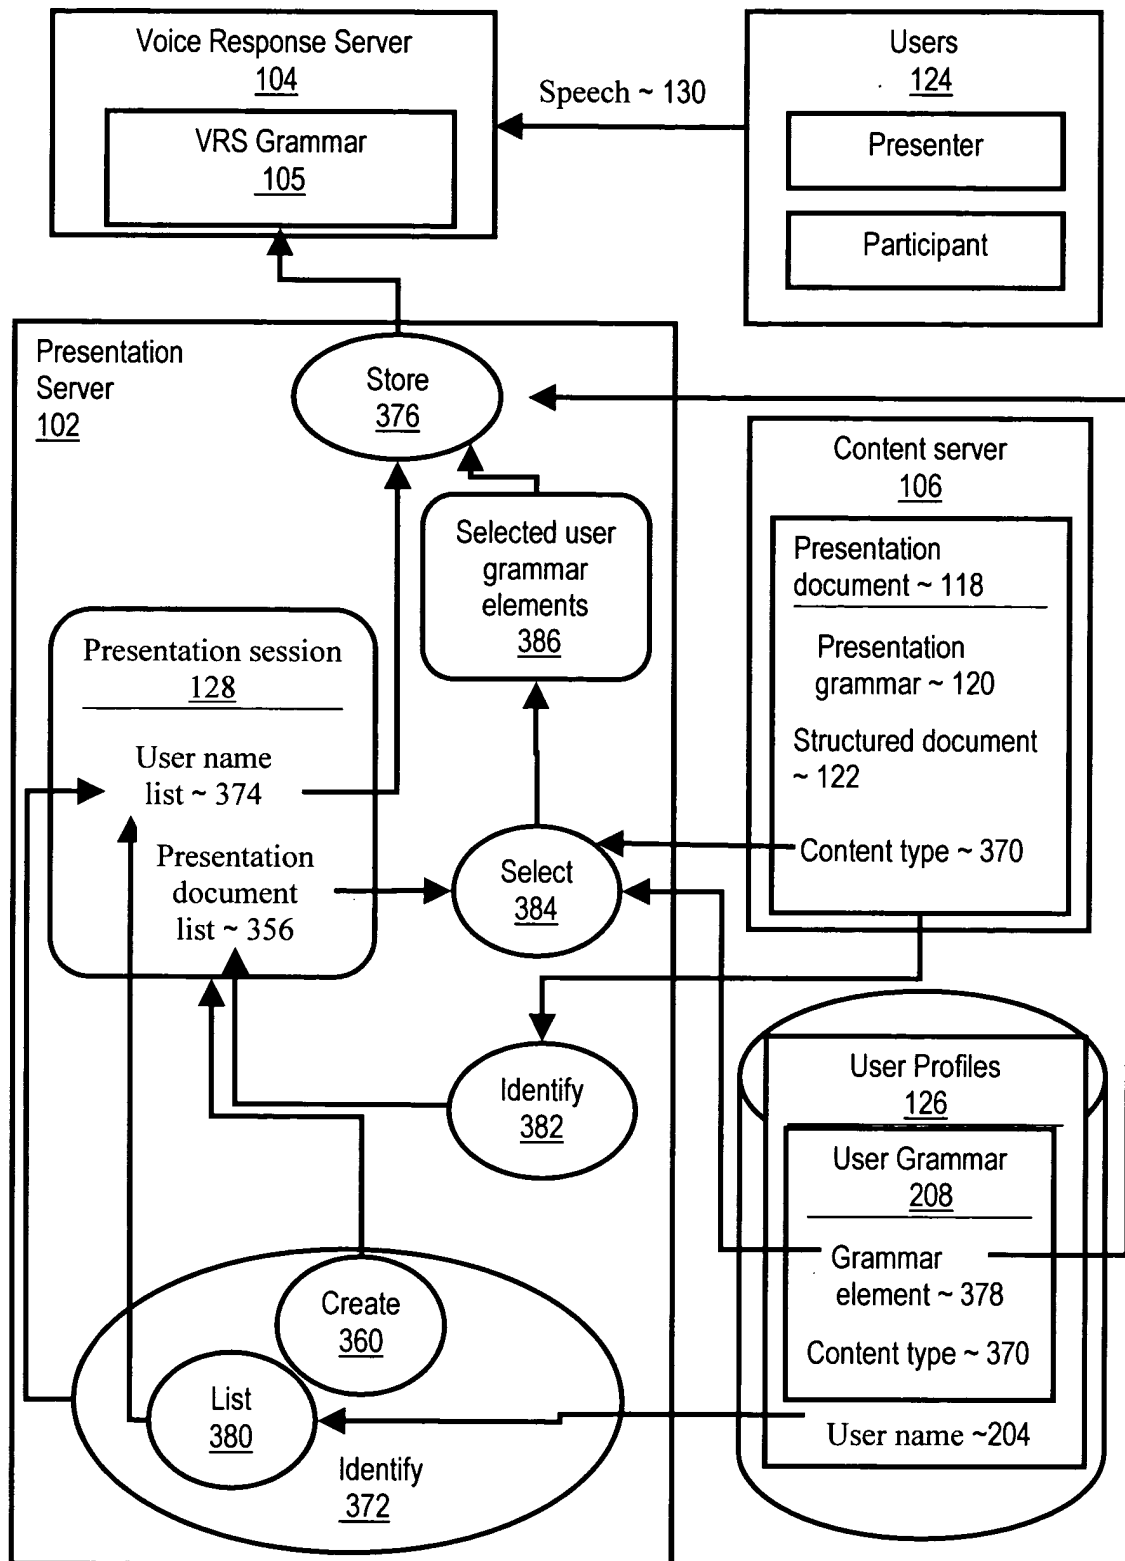 Voice Response Server
104
VRS Grammar
105
Speech ~ 130
Users
124
Presenter
Participant
Presentation
Server
102
Store
376
Selected user
grammar
elements
386
Content server
106
Presentation
document ~ 118
Presentation
grammar ~ 120
Structured document
~ 122
Content type ~ 370
Presentation session
128
User name
list ~ 374
Presentation
document
list ~ 356
Select
384
Identify
382
User Profiles
126
User Grammar
208
Grammar
element ~ 378
Content type ~ 370
User name ~204
Create
360
List
380
Identify
372